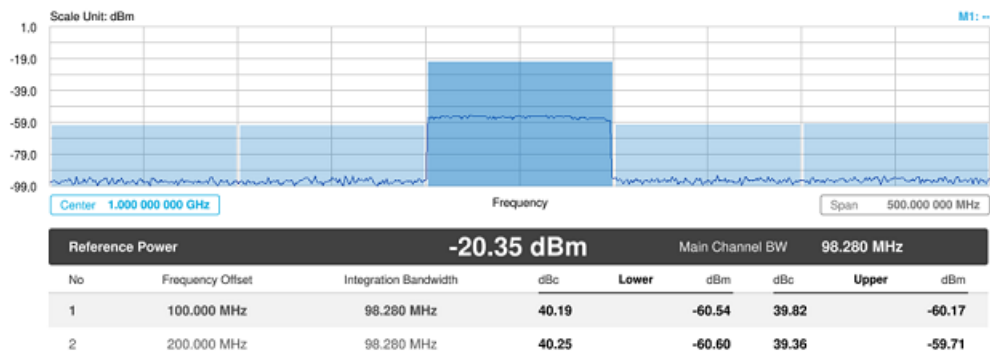 Scale Unit: dBm M1: --
1.0
-19.0
-39.0
-59.0
-79.0
-99.0
Center 1.000 000 000 GHz Frequency Span 500.000 000 MHz
Reference Power -20.35 dBm Main Channel BW 98.280 MHz
No Frequency Offset Integration Bandwidth dBc Lower dBm dBc Upper dBm
1 100.000 MHz 98.280 MHz 40.19 -60.54 39.82 -60.17
2 200.000 MHz 98.280 MHz 40.25 -60.60 39.36 -59.71